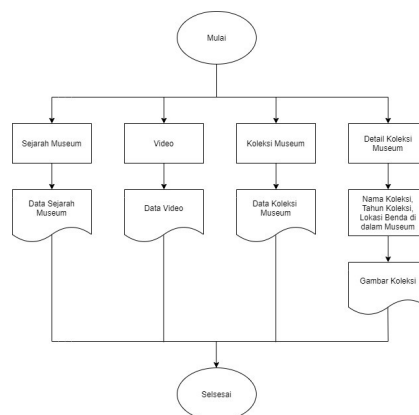 Mulai
Sejarah Museum
Video
Koleksi Museum
Detail Koleksi
Museum
Data Sejarah
Museum
Data Video
Data Koleksi
Museum
Nama Koleksi,
Tahun Koleksi,
Lokasi Benda di
dalam Museum
Gambar Koleksi
Selsesai